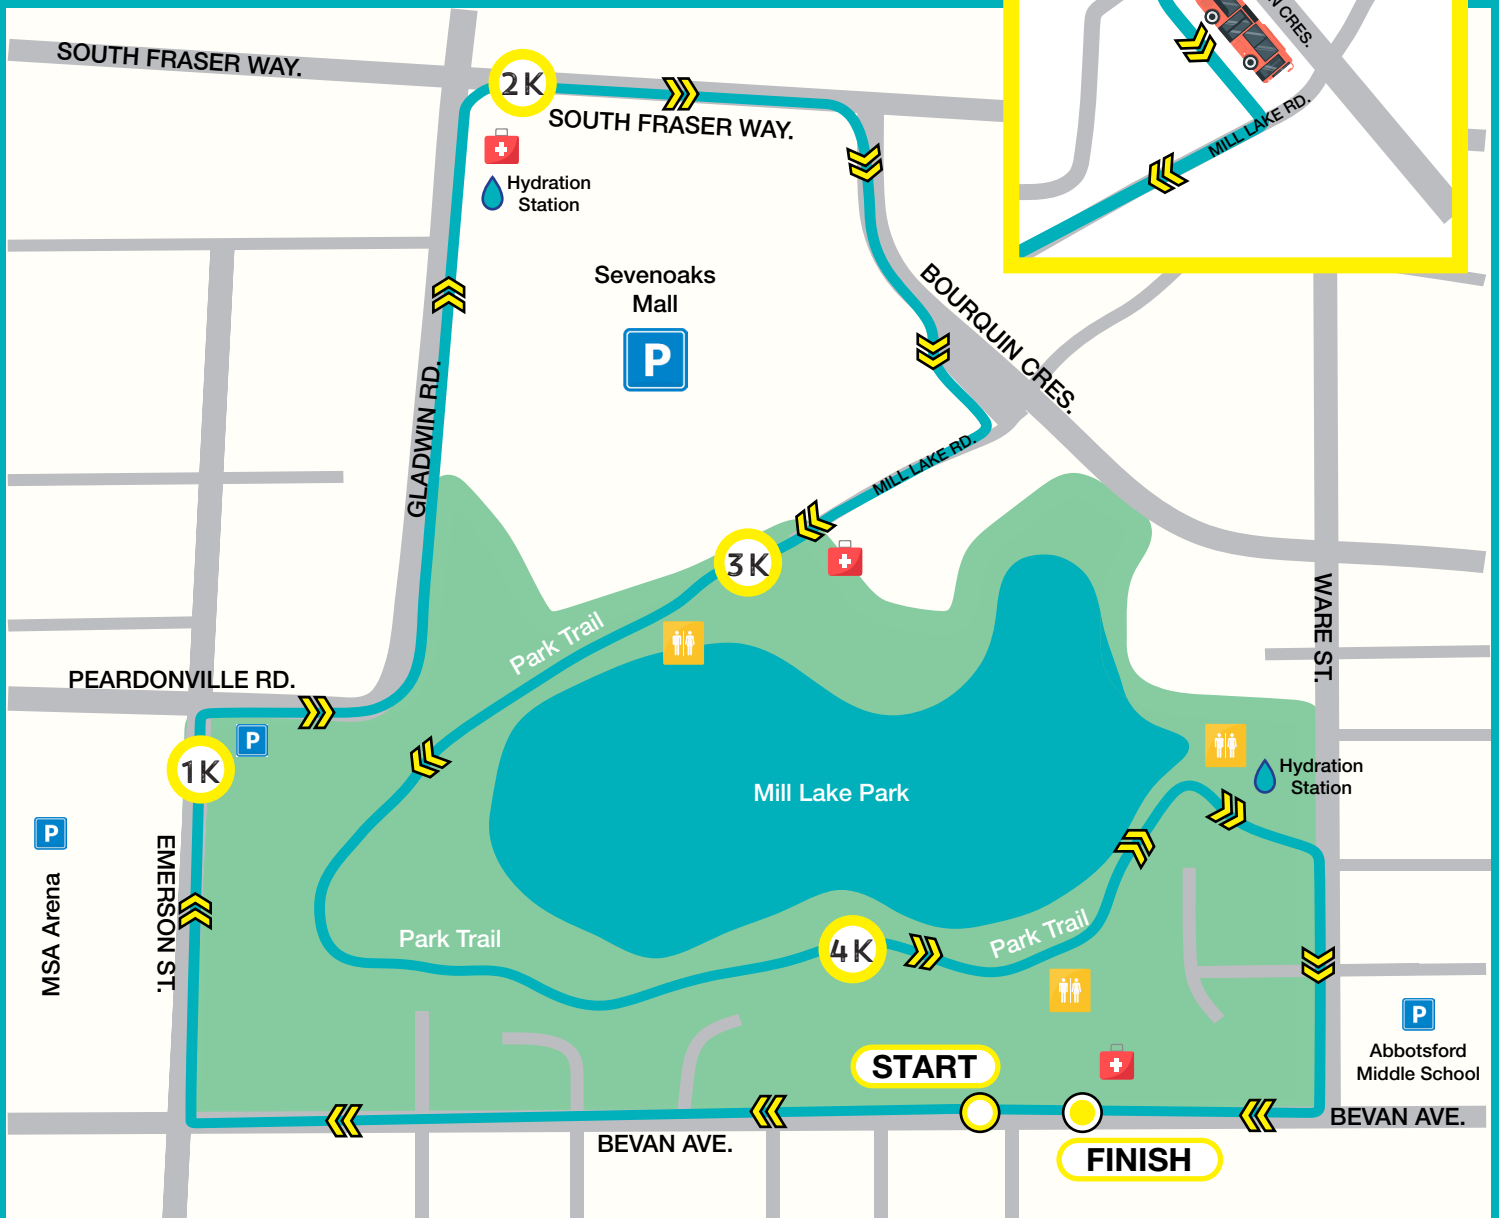 SOUTH FRASER WAY.
2K
SOUTH FRASER WAY.
N CRES.
MILL LAKE RD.
Hydration
Station
Sevenoaks
Mall
P
BOURQUIN CRES.
GLADWIN RD.
MILL LAKE RD.
3K
Park Trail
WARE ST.
PEARDONVILLE RD.
P
1K
Mill Lake Park
Hydration
Station
P
MSA Arena
EMERSON ST.
Park Trail
4K
Park Trail
P
Abbotsford
Middle School
START
BEVAN AVE.
BEVAN AVE.
FINISH